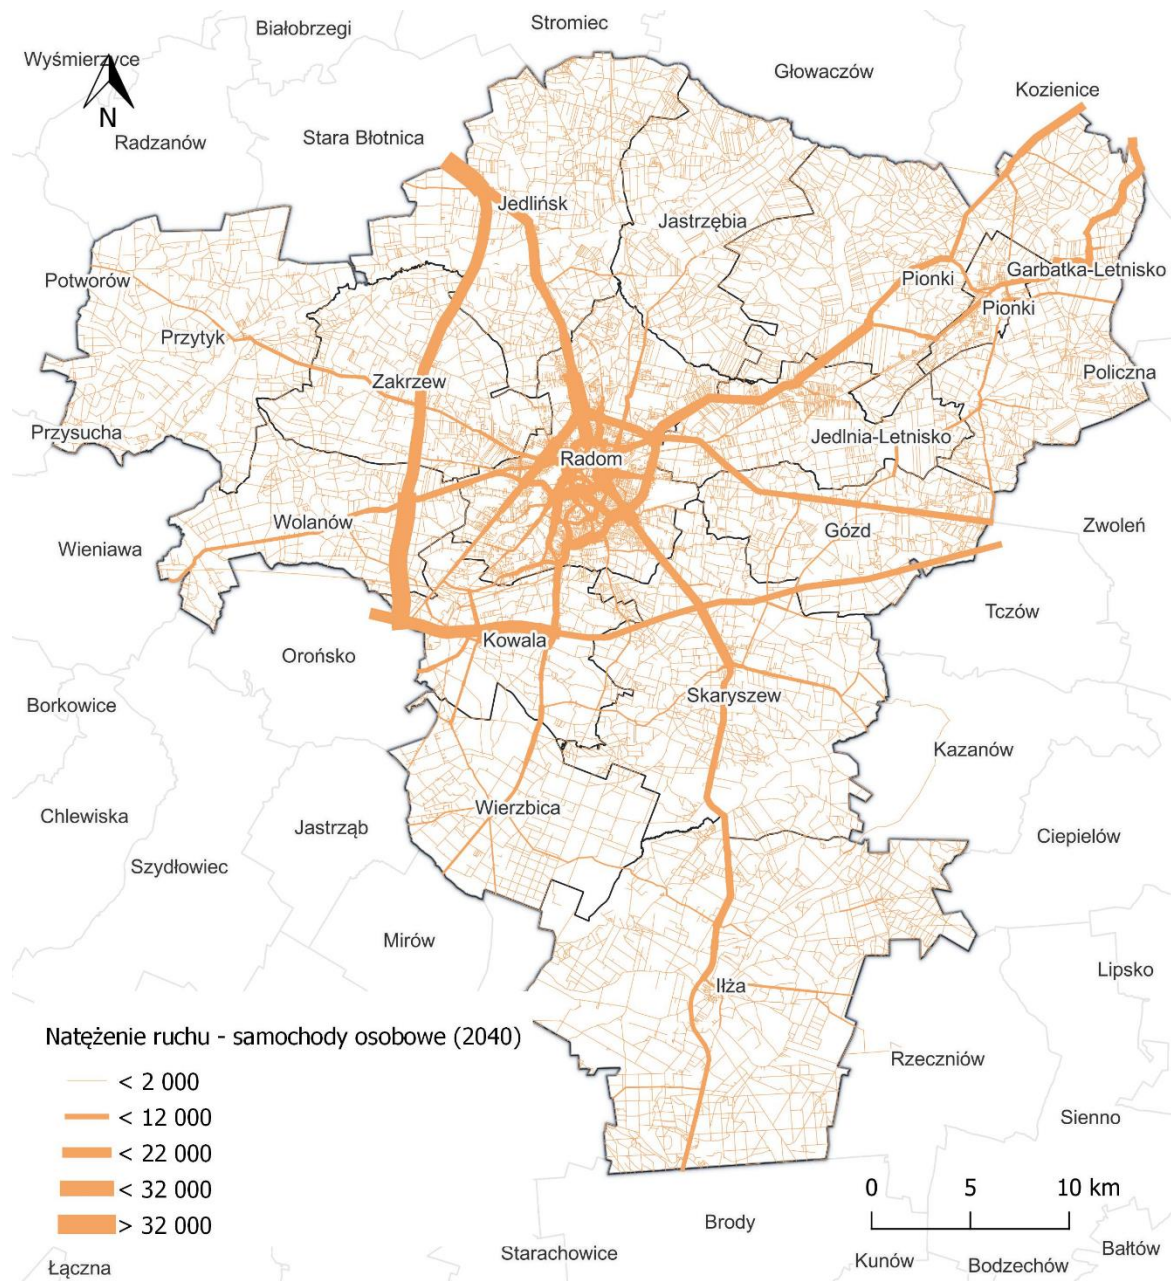 Stromiec
Białobrzegi
Wyśmierzyce
Głowaczów
Kozienice
N
Radzanów
Stara Błotnica
Jedlińsk
Jastrzębia
Potworów
Pionki
Garbatka-Letnisko
Pionki
Przytyk
Zakrzew
Policzna
Przysucha
Jedlnia-Letnisko
Radom
Wolanów
Gózd
Zwoleń
Wieniawa
Tczów
Orońsko
Kowala
Skaryszew
Borkowice
Kazanów
Wierzbica
Chlewiska
Jastrząb
Ciepielów
Szydłowiec
Mirów
Lipsko
Iłża
Natężenie ruchu - samochody osobowe (2040)
< 2 000
< 12 000
< 22 000
< 32 000
> 32 000
Rzeczniów
Sienno
0 5 10 km
Brody
Starachowice
Kunów
Bodzechów
Bałtów
Łączna